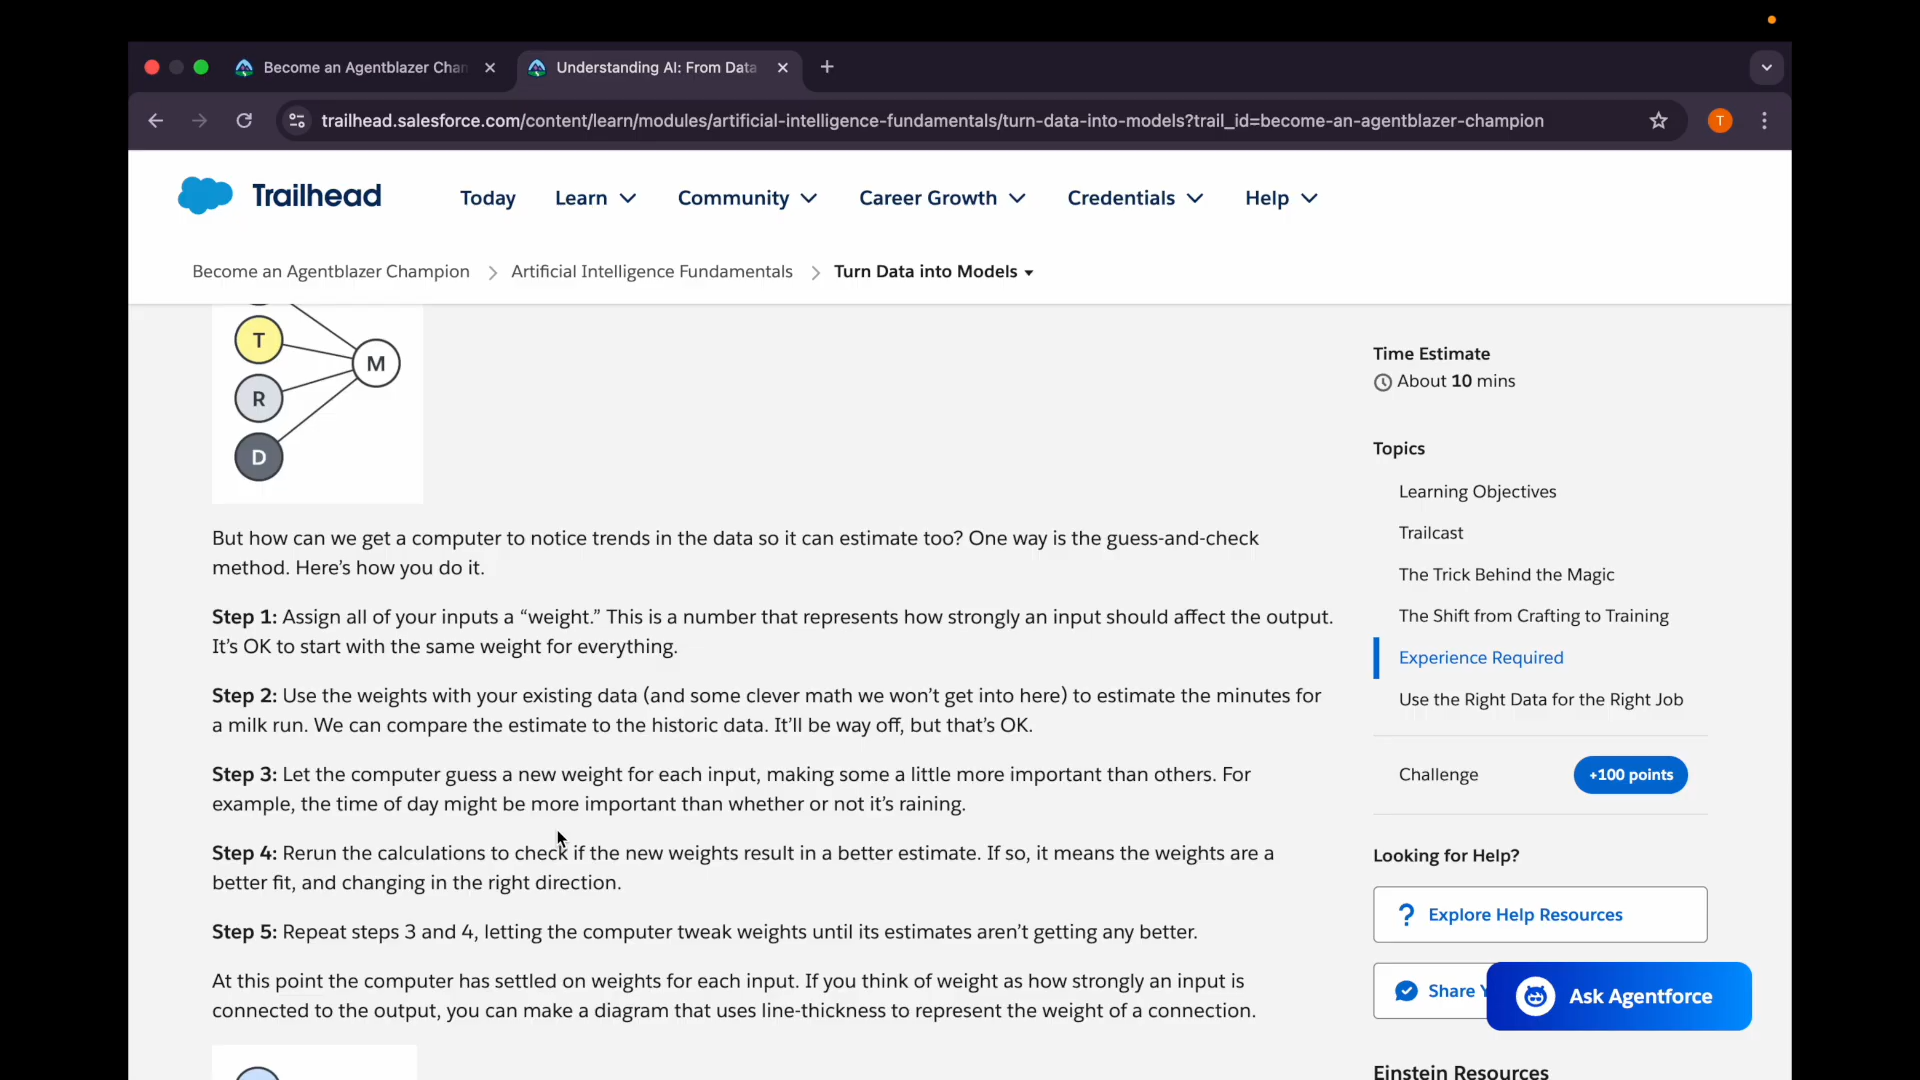 Become an Agentblazer Chan
Understanding AI: From Data
trailhead.salesforce.com/content/learn/modules/artificial-intelligence-fundamentals/turn-data-into-models?trail_id=become-an-agentblazer-champion
T
Trailhead
Today
Learn
Community
Career Growth
Credentials
Help
Become an Agentblazer Champion
Artificial Intelligence Fundamentals
Turn Data into Models
T
M
R
D
But how can we get a computer to notice trends in the data so it can estimate too? One way is the guess-and-check
method. Here’s how you do it.
Step 1: Assign all of your inputs a “weight.” This is a number that represents how strongly an input should affect the output.
It’s OK to start with the same weight for everything.
Step 2: Use the weights with your existing data (and some clever math we won’t get into here) to estimate the minutes for
a milk run. We can compare the estimate to the historic data. It’ll be way off, but that’s OK.
Step 3: Let the computer guess a new weight for each input, making some a little more important than others. For
example, the time of day might be more important than whether or not it’s raining.
Step 4: Rerun the calculations to check if the new weights result in a better estimate. If so, it means the weights are a
better fit, and changing in the right direction.
Step 5: Repeat steps 3 and 4, letting the computer tweak weights until its estimates aren’t getting any better.
At this point the computer has settled on weights for each input. If you think of weight as how strongly an input is
connected to the output, you can make a diagram that uses line-thickness to represent the weight of a connection.
Time Estimate
About 10 mins
Topics
Learning Objectives
Trailcast
The Trick Behind the Magic
The Shift from Crafting to Training
Experience Required
Use the Right Data for the Right Job
Challenge
+100 points
Looking for Help?
Explore Help Resources
Share
Ask Agentforce
Einstein Resources